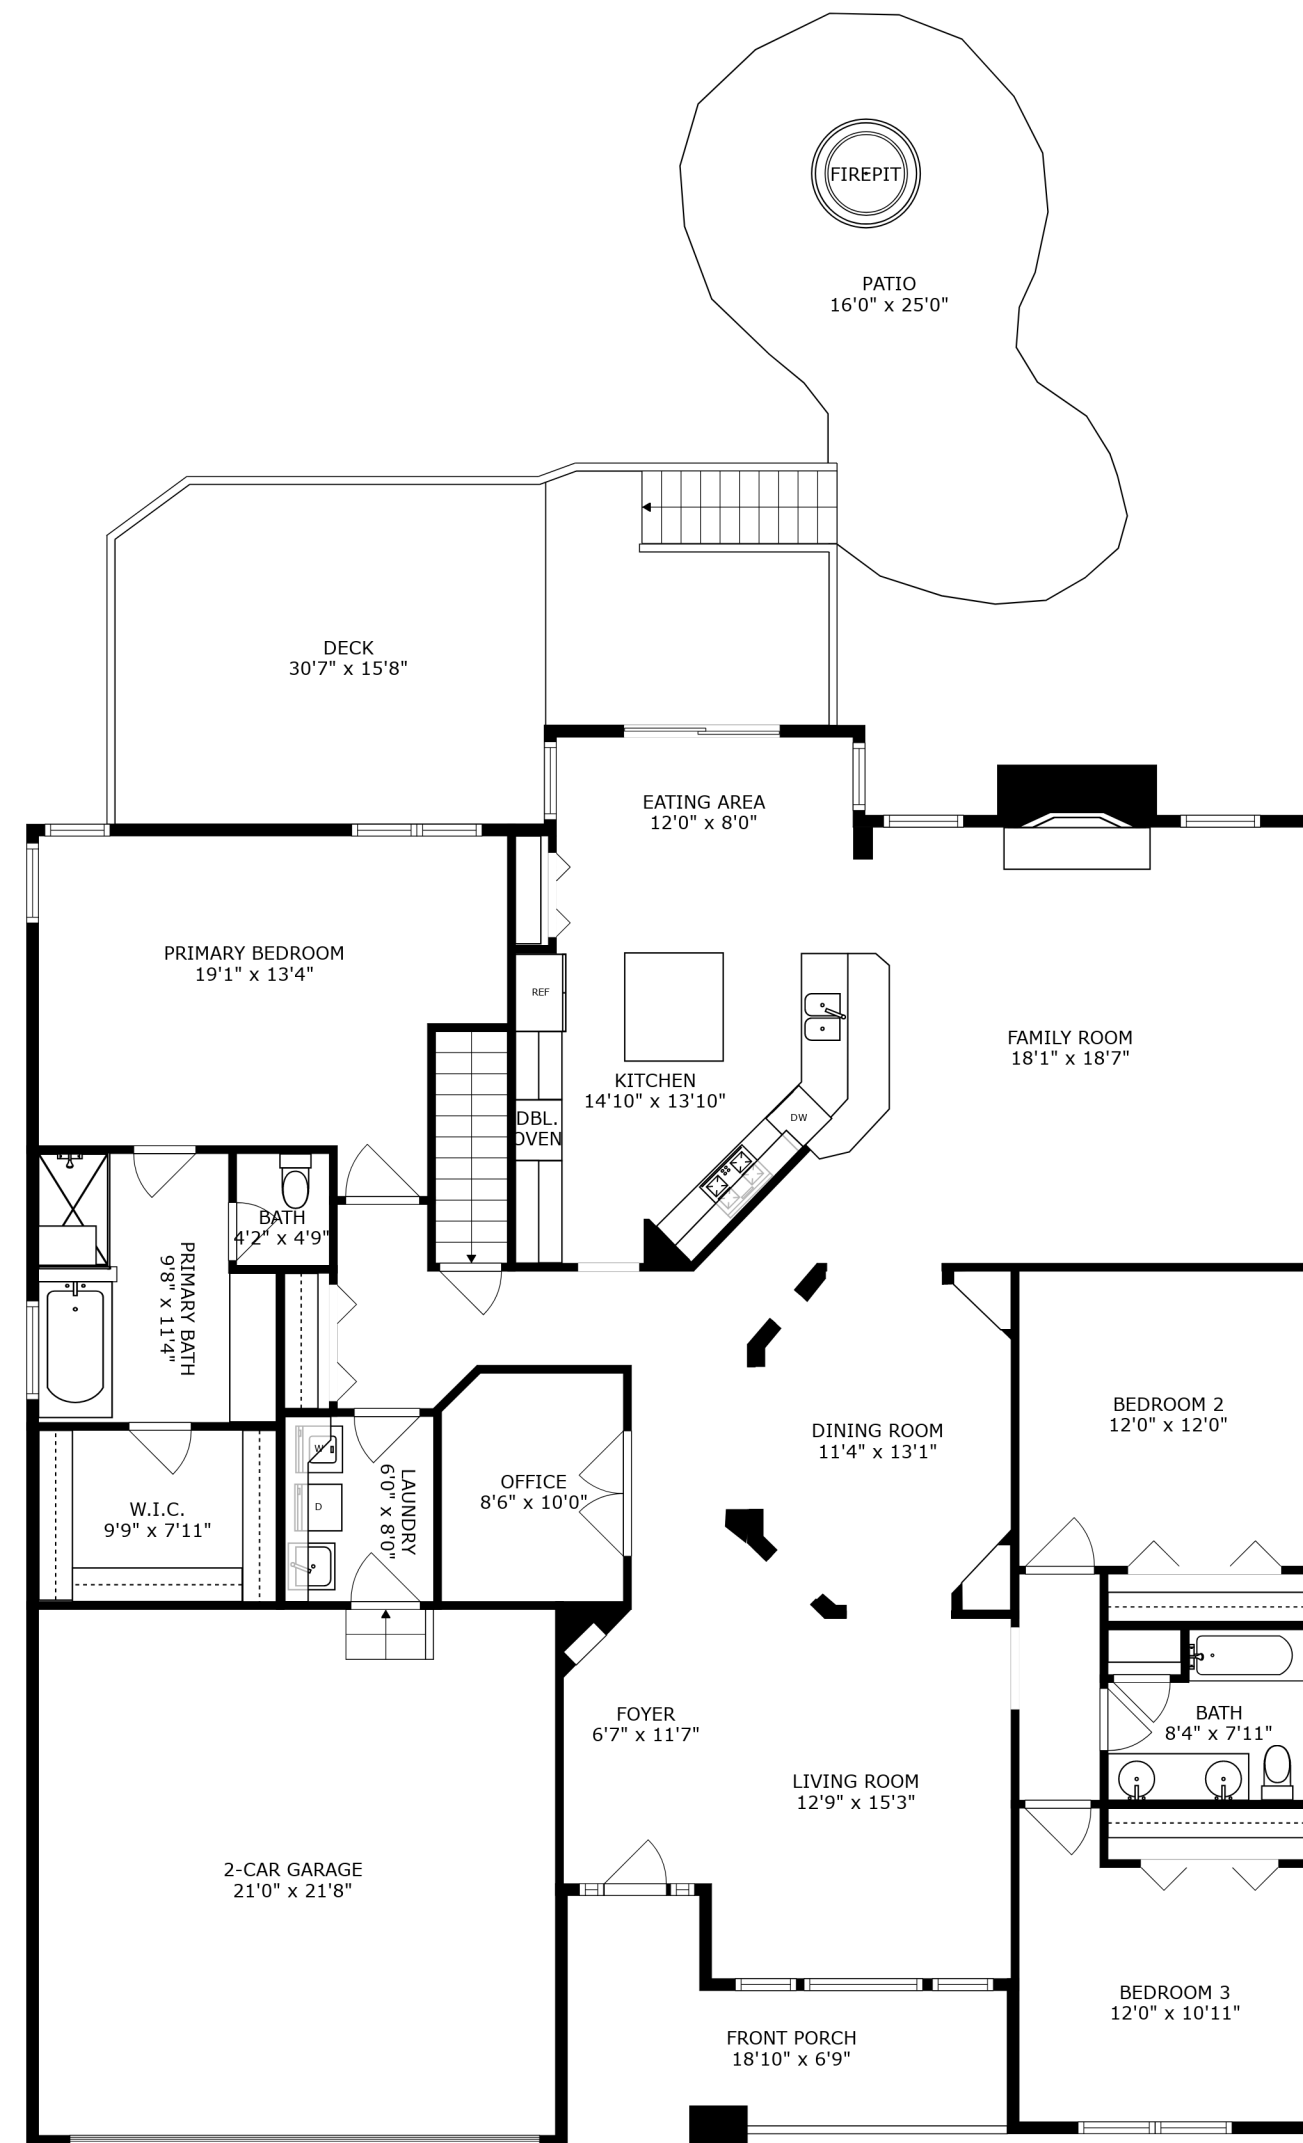 FIREPIT
PATIO
16'0" x 25'0"
DECK
30'7" x 15'8"
EATING AREA
12'0" x 8'0"
PRIMARY BEDROOM
19'1" x 13'4"
REF
FAMILY ROOM
18'1" x 18'7"
KITCHEN
14'10" x 13'10"
DBL.
OVEN
DW
BATH
4'2" x 4'9"
PRIMARY BATH
9'8" x 11'4"
BEDROOM 2
12'0" x 12'0"
DINING ROOM
11'4" x 13'1"
W
D
LAUNDRY
6'0" x 8'0"
OFFICE
8'6" x 10'0"
W.I.C.
9'9" x 7'11"
FOYER
6'7" x 11'7"
BATH
8'4" x 7'11"
LIVING ROOM
12'9" x 15'3"
2-CAR GARAGE
21'0" x 21'8"
BEDROOM 3
12'0" x 10'11"
FRONT PORCH
18'10" x 6'9"